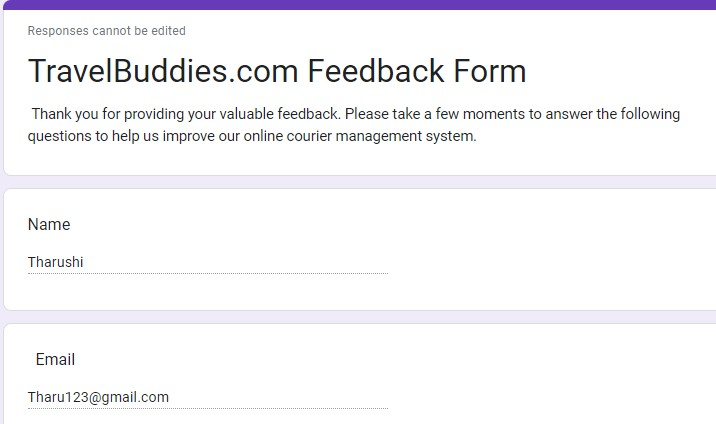 Responses cannot be edited
TravelBuddies.com Feedback Form
Thank you for providing your valuable feedback. Please take a few moments to answer the following
questions to help us improve our online courier management system.
Name
Tharushi
Email
Tharu123@gmail.com